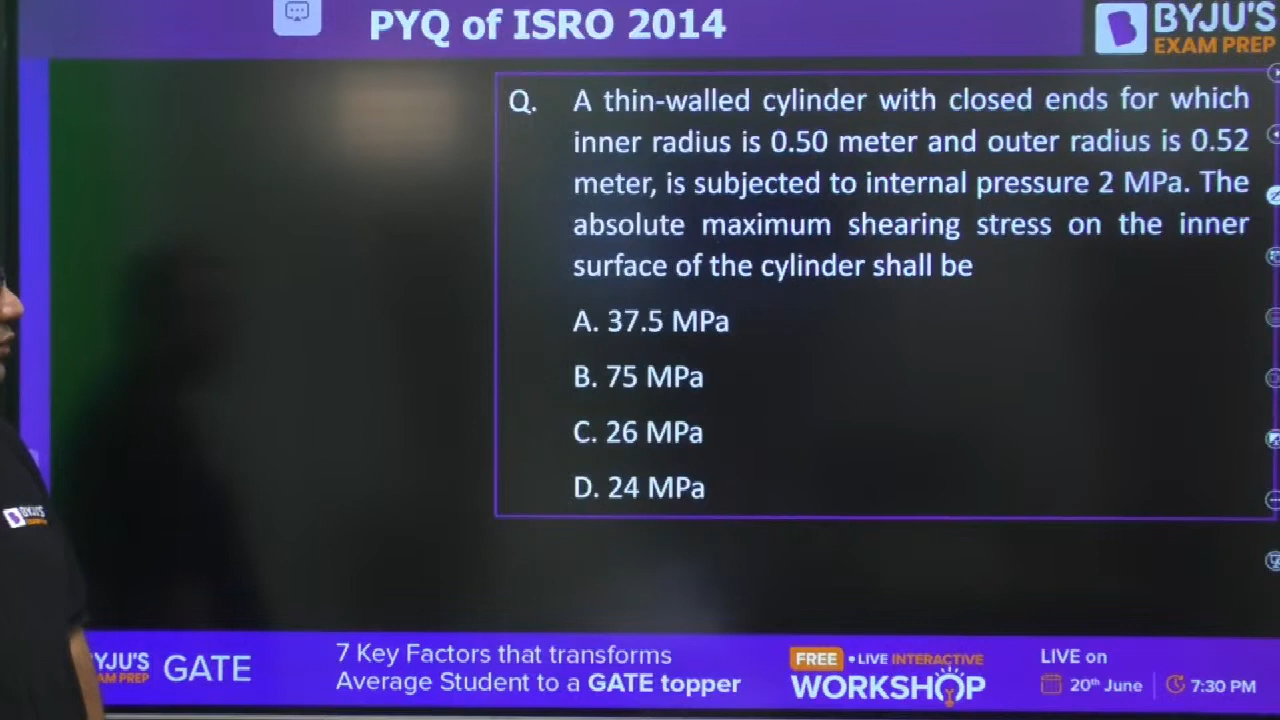 PYQ of ISRO 2014
BYJU'S
EXAM PREP
Q. A thin-walled cylinder with closed ends for which
inner radius is 0.50 meter and outer radius is 0.52
meter, is subjected to internal pressure 2 MPa. The
absolute maximum shearing stress on the inner
surface of the cylinder shall be
A. 37.5 MPa
B. 75 MPa
C. 26 MPa
D. 24 MPa
BYJU'S
YJU'S
AM PREP
GATE
7 Key Factors that transforms
Average Student to a GATE topper
FREE • LIVE INTERACTIVE
WORKSHOP
LIVE on
20th June
7:30 PM